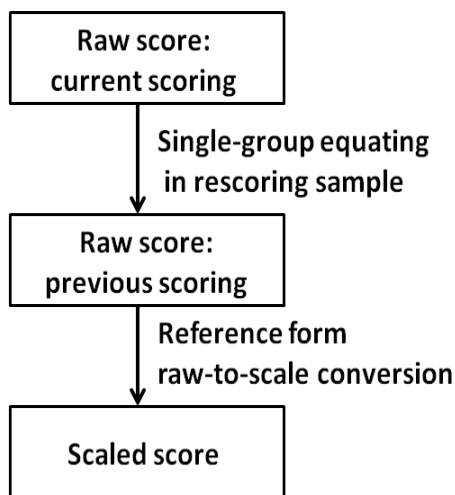 Raw score:
current scoring
Single-group equating
in rescoring sample
Raw score:
previous scoring
Reference form
raw-to-scale conversion
Scaled score